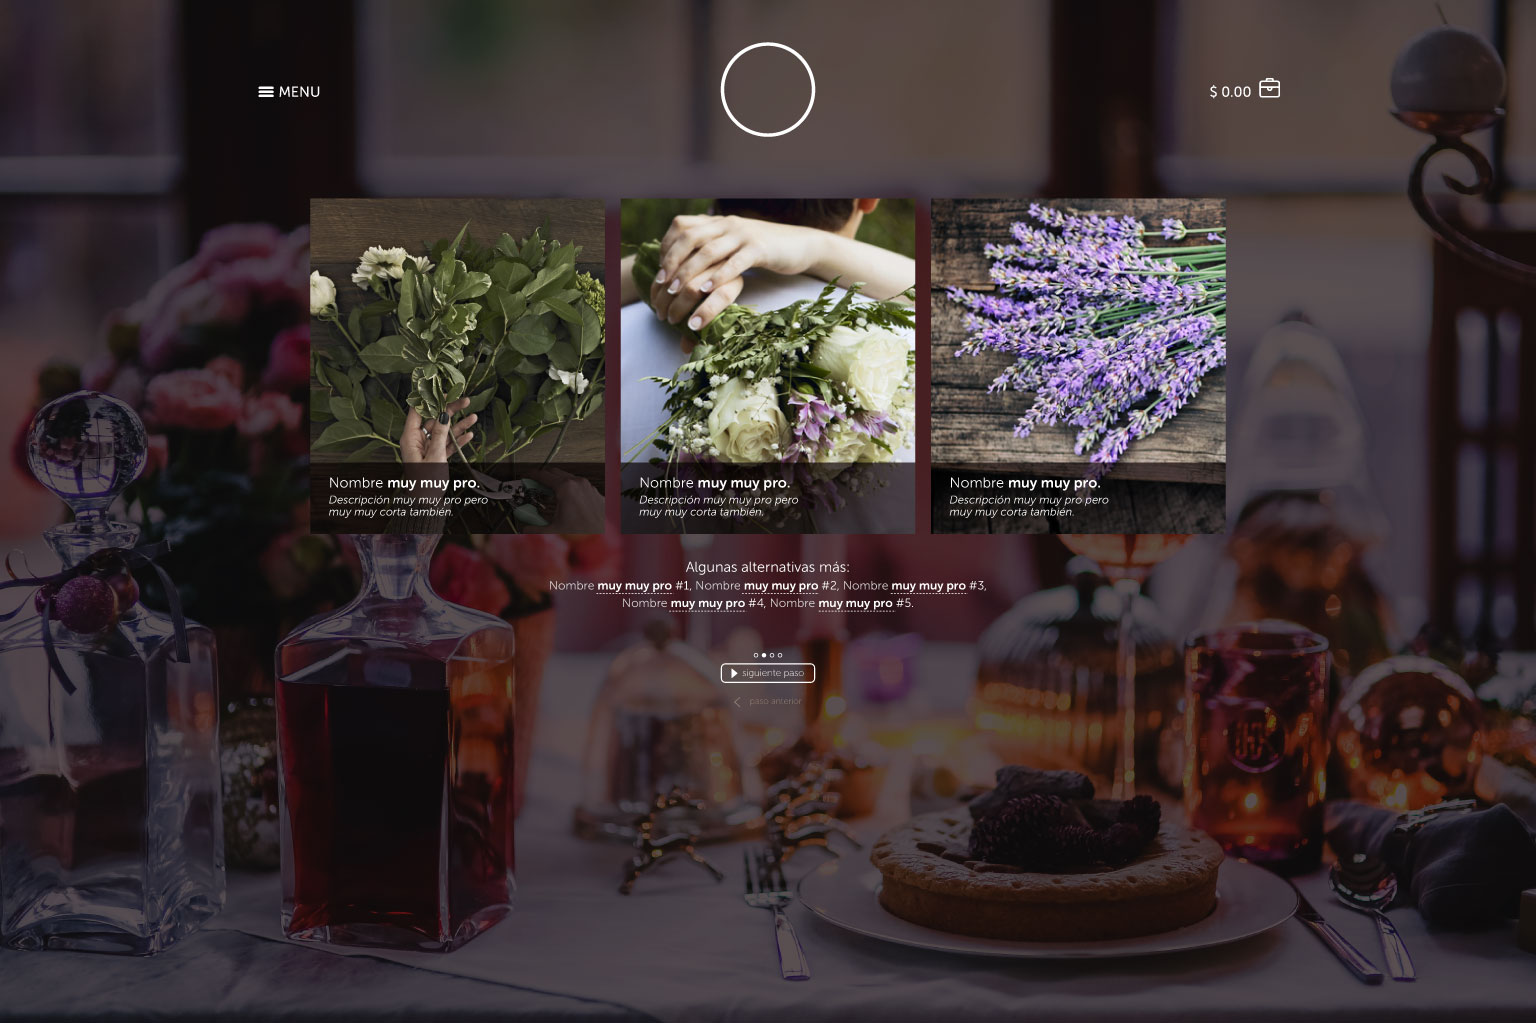 MENU
$ 0.00
Nombre muy muy pro.
Descripción muy muy pro pero
muy muy corta también.
Nombre muy muy pro.
Descripción muy muy pro pero
muy muy corta también.
Nombre muy muy pro.
Descripción muy muy pro pero
muy muy corta también.
Algunas alternativas más:
Nombre muy muy pro #1, Nombre muy muy pro #2, Nombre muy muy pro #3,
Nombre muy muy pro #4, Nombre muy muy pro #5.
siguiente paso
paso anterior